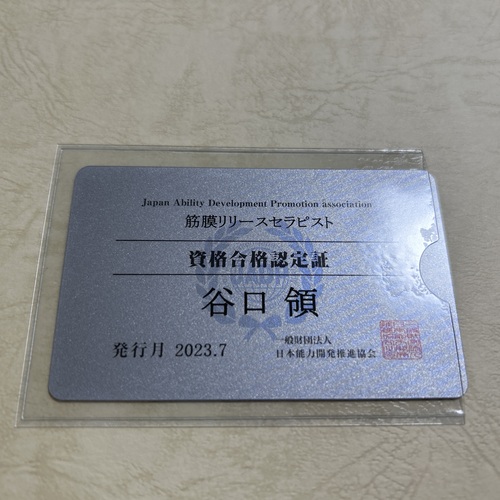 Japan Ability Development Promotion association
筋膜リリースセラピスト
資格合格認定証
谷口 領
発行月 2023.7
一般財団法人
日本能力開発推進協会